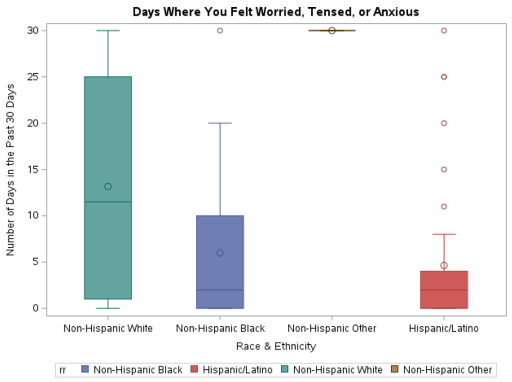 Days Where You Felt Worried, Tensed, or Anxious
Number of Days in the Past 30 Days
30
25
20
15
10
5
0
Non-Hispanic White Non-Hispanic Black Non-Hispanic Other Hispanic/Latino
Race & Ethnicity
rr Non-Hispanic Black Hispanic/Latino Non-Hispanic White Non-Hispanic Other